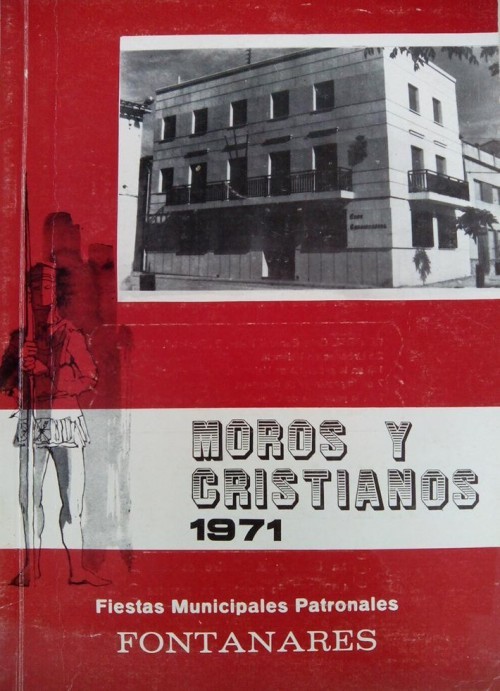 MOROS Y
CRISTIANOS
1971
Fiestas Municipales Patronales
FONTANARES